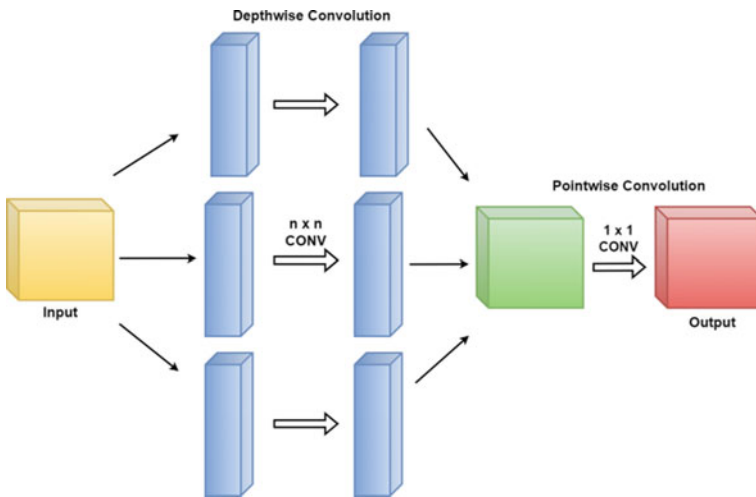 Depthwise Convolution
Pointwise Convolution
n x n
CONV
1 x 1
CONV
Input
Output